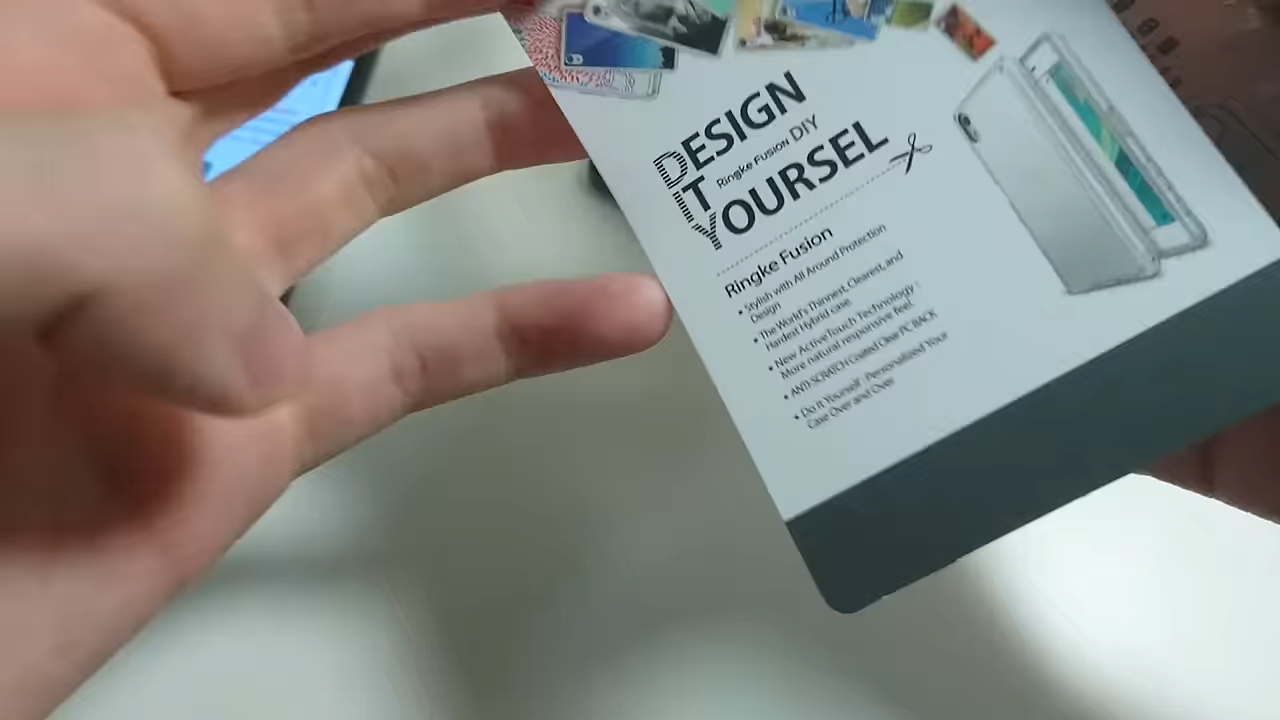 DESIGN
IT Ringke FUSION DIY
YOURSEL
Ringke Fusion
• Stylish with All Around Protection
Design
• The World's Thinnest, Clearest, and
Hardest Hybrid case.
• New ActiveTouch Technology :
More natural responsive feel.
• ANTI SCRATCH Coated Clear PC BACK
• Do It Yourself : Personalized Your
Case Over and Over